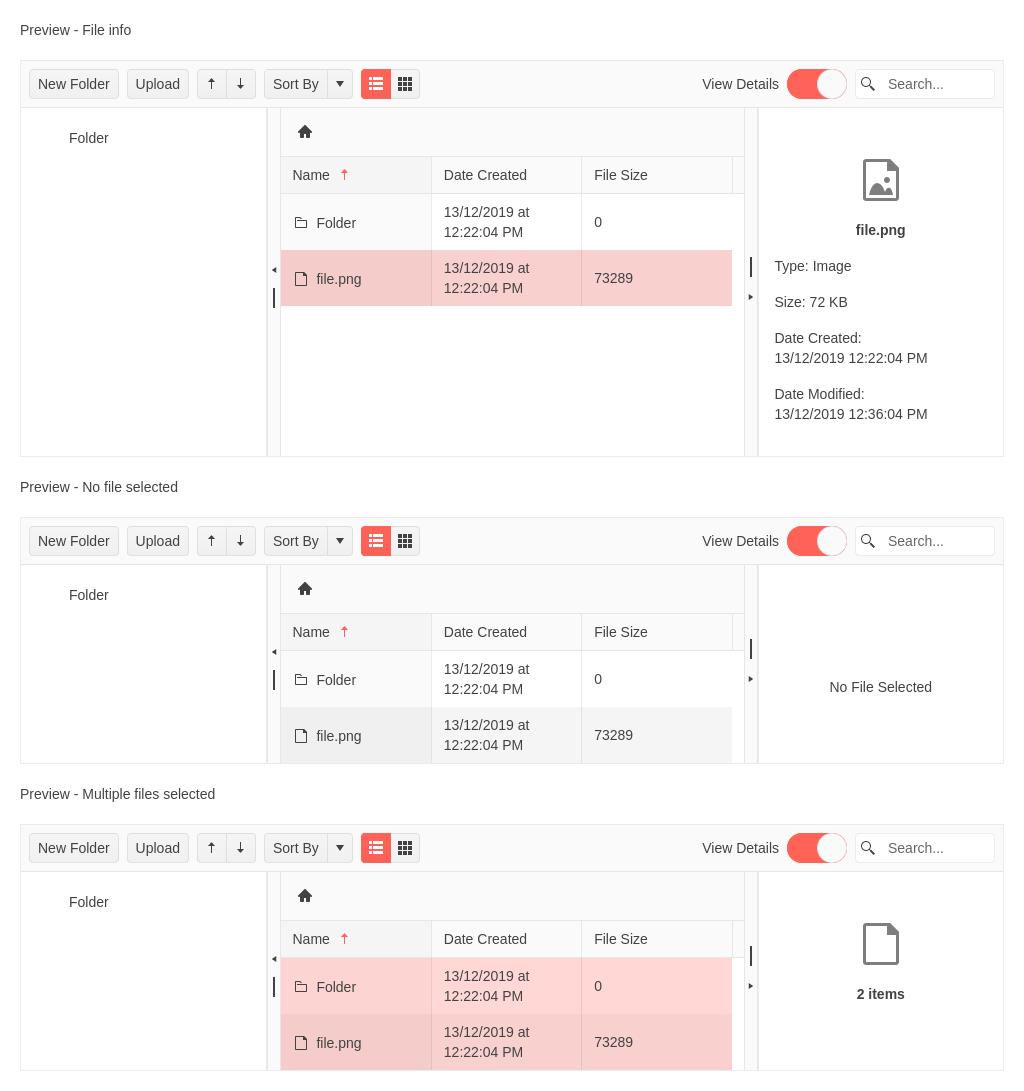 Preview - File info
New Folder Upload Sort By View Details Search...
Folder
Name Date Created File Size
Folder 13/12/2019 at 12:22:04 PM 0
file.png 13/12/2019 at 12:22:04 PM 73289
file.png
Type: Image
Size: 72 KB
Date Created:
13/12/2019 12:22:04 PM
Date Modified:
13/12/2019 12:36:04 PM
Preview - No file selected
New Folder Upload Sort By View Details Search...
Folder
Name Date Created File Size
Folder 13/12/2019 at 12:22:04 PM 0
file.png 13/12/2019 at 12:22:04 PM 73289
No File Selected
Preview - Multiple files selected
New Folder Upload Sort By View Details Search...
Folder
Name Date Created File Size
Folder 13/12/2019 at 12:22:04 PM 0
file.png 13/12/2019 at 12:22:04 PM 73289
2 items